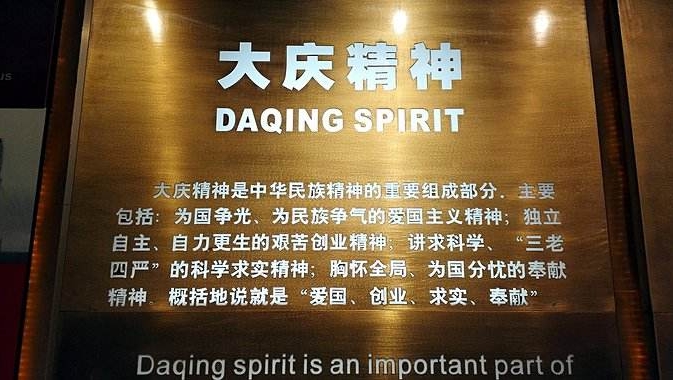 大庆精神
DAQING SPIRIT
大庆精神是中华民族精神的重要组成部分．主要
包括：为国争光、为民族争气的爱国主义精神；独立
自主、自力更生的艰苦创业精神；讲求科学、“三老
四严”的科学求实精神；胸怀全局、为国分忧的奉献
精神．概括地说就是“爱国、创业、求实、奉献”
Daqing spirit is an important part of
us